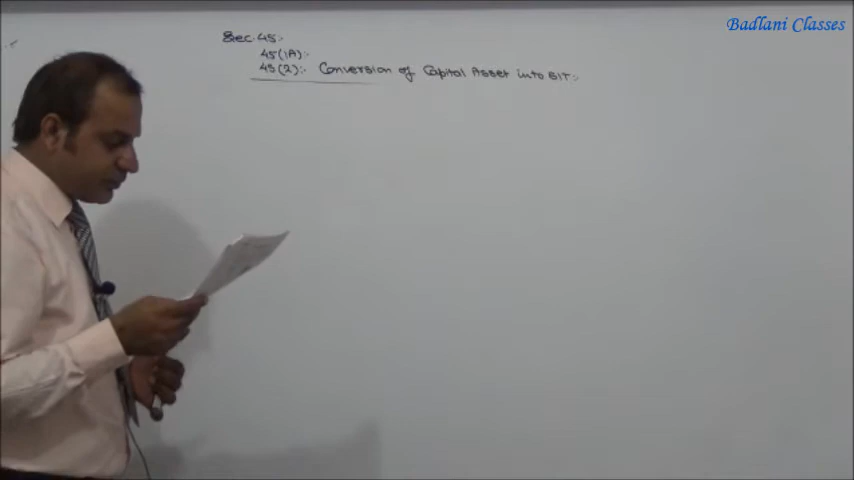 Badlani Classes
Sec.45:-
45(1A):-
45(2):- Conversion of Capital Asset into SIT:-